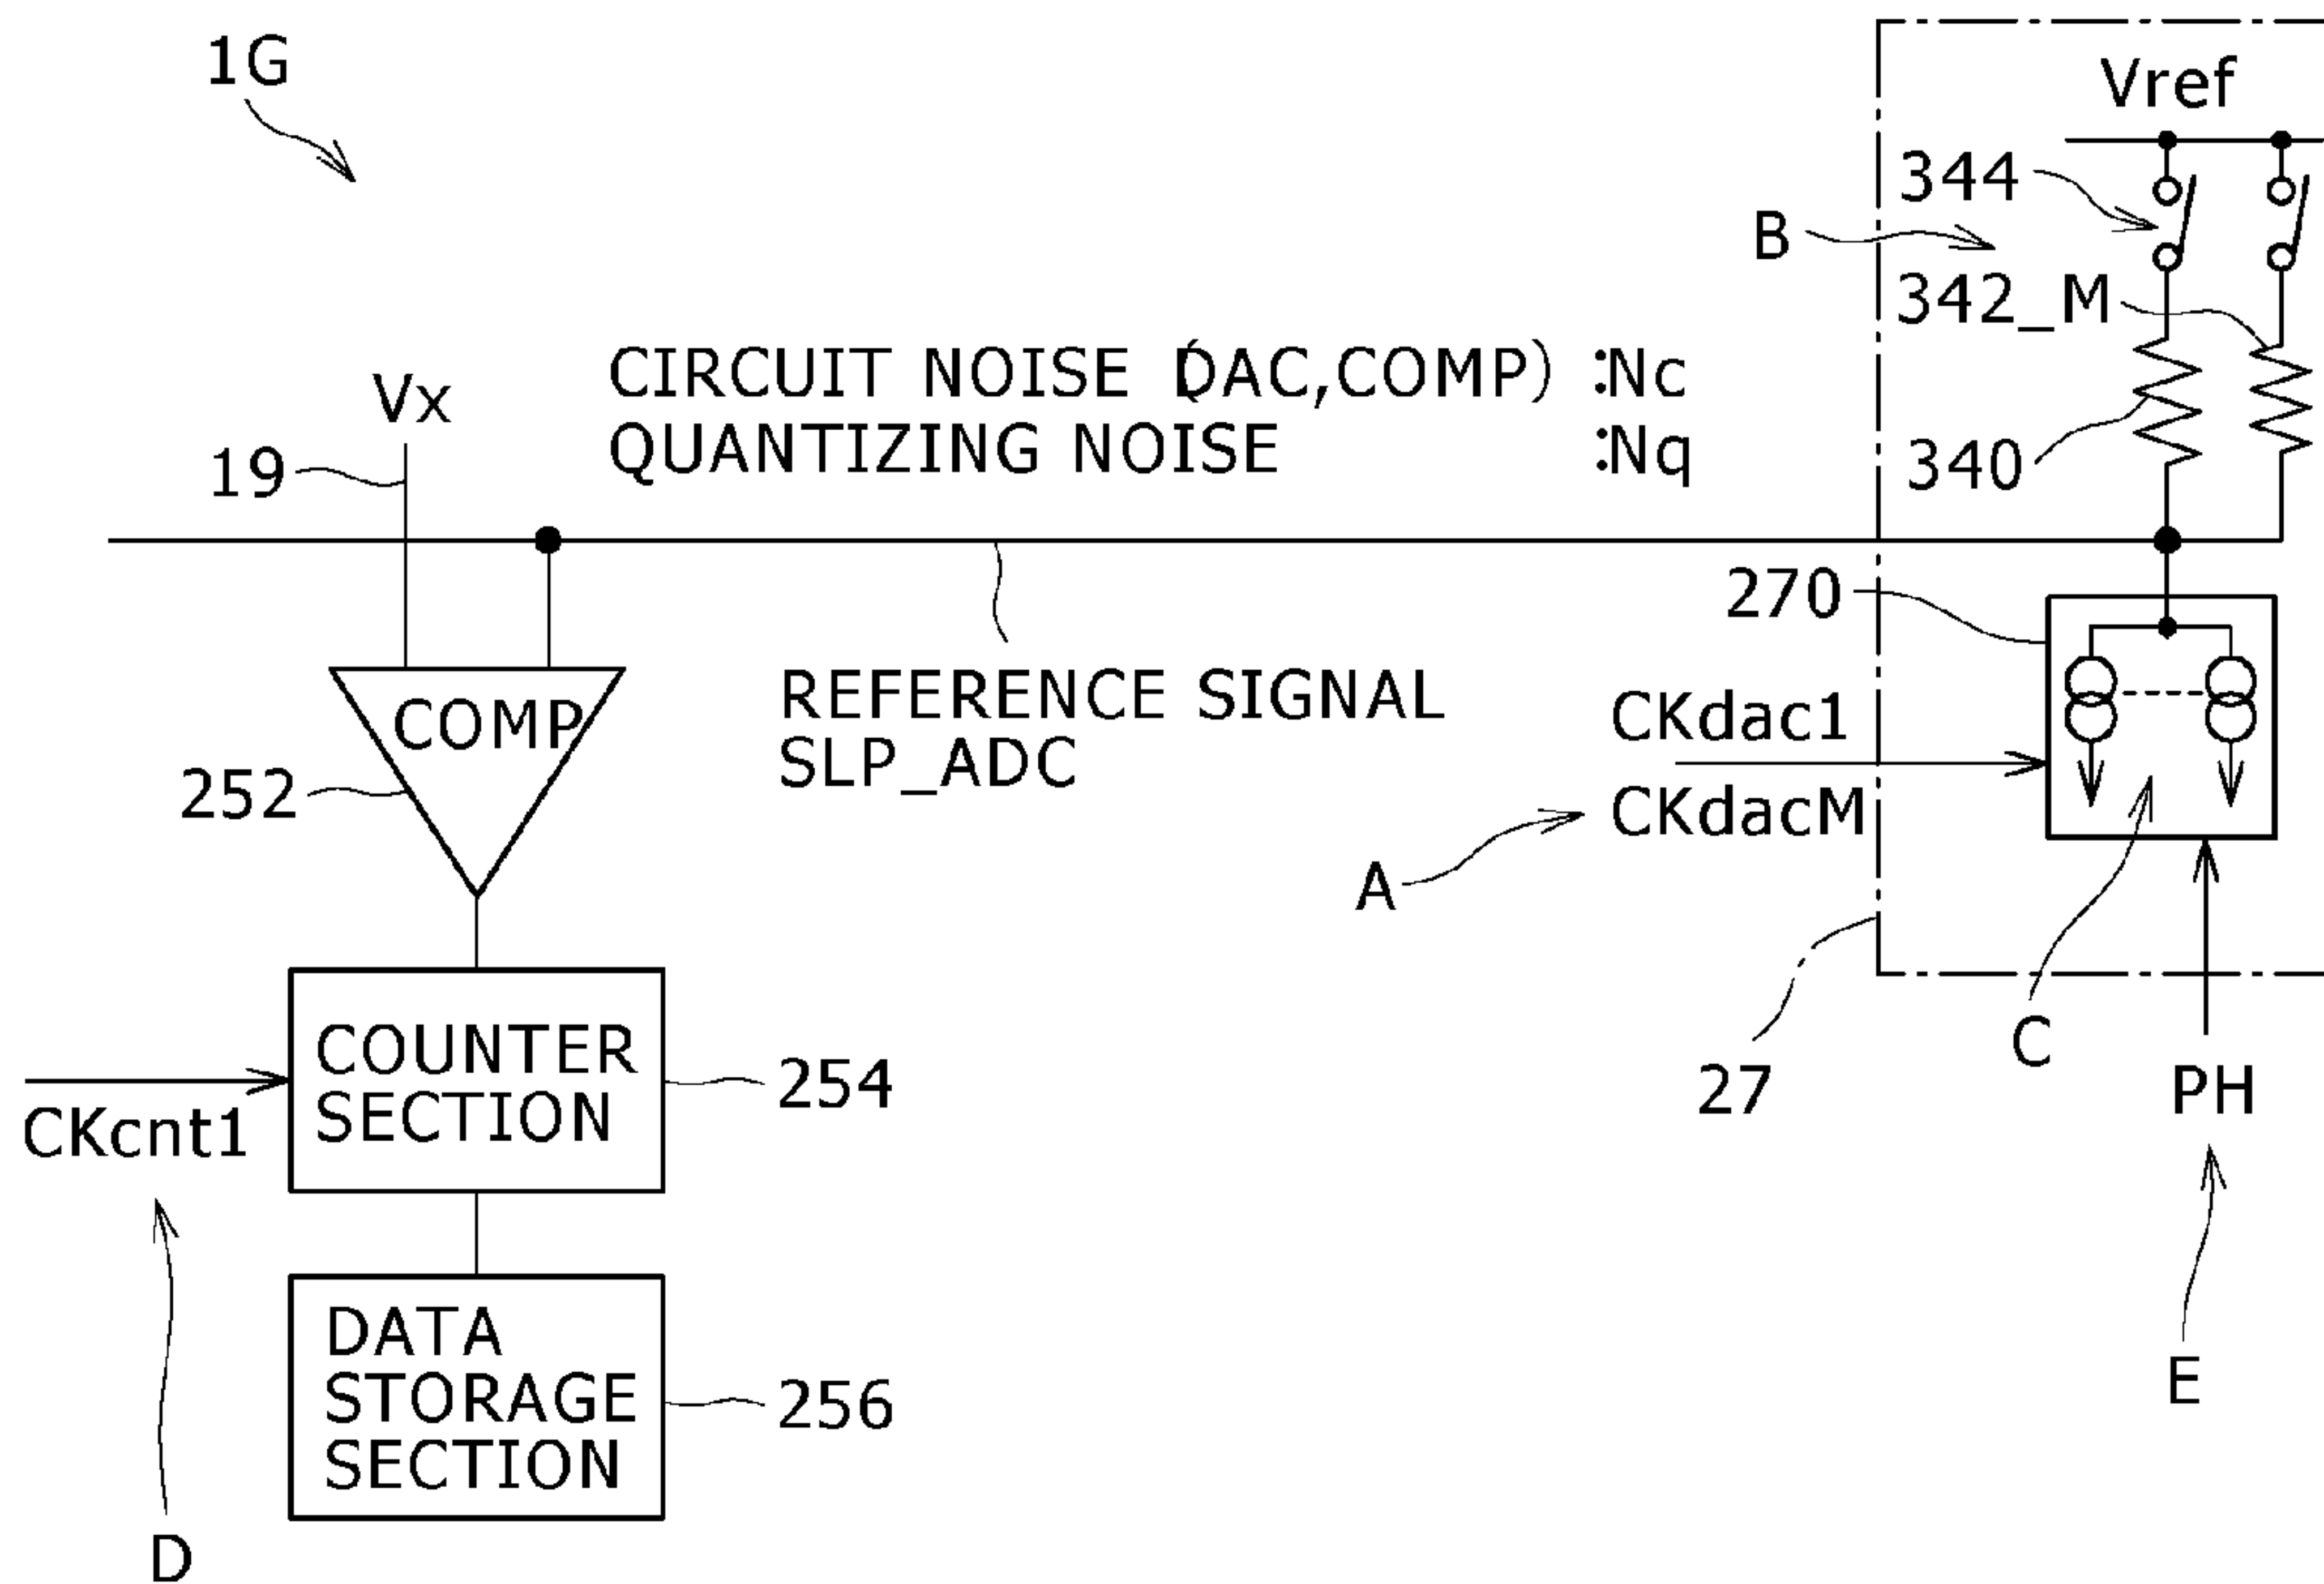 1G
Vref
344
B
342_M
CIRCUIT NOISE (DAC,COMP) :Nc
Vx
QUANTIZING NOISE :Nq
19
340
270
REFERENCE SIGNAL
SLP_ADC
COMP
CKdac1
252
CKdacM
A
C
COUNTER
SECTION
254
27
PH
CKcnt1
DATA
STORAGE
SECTION
256
E
D